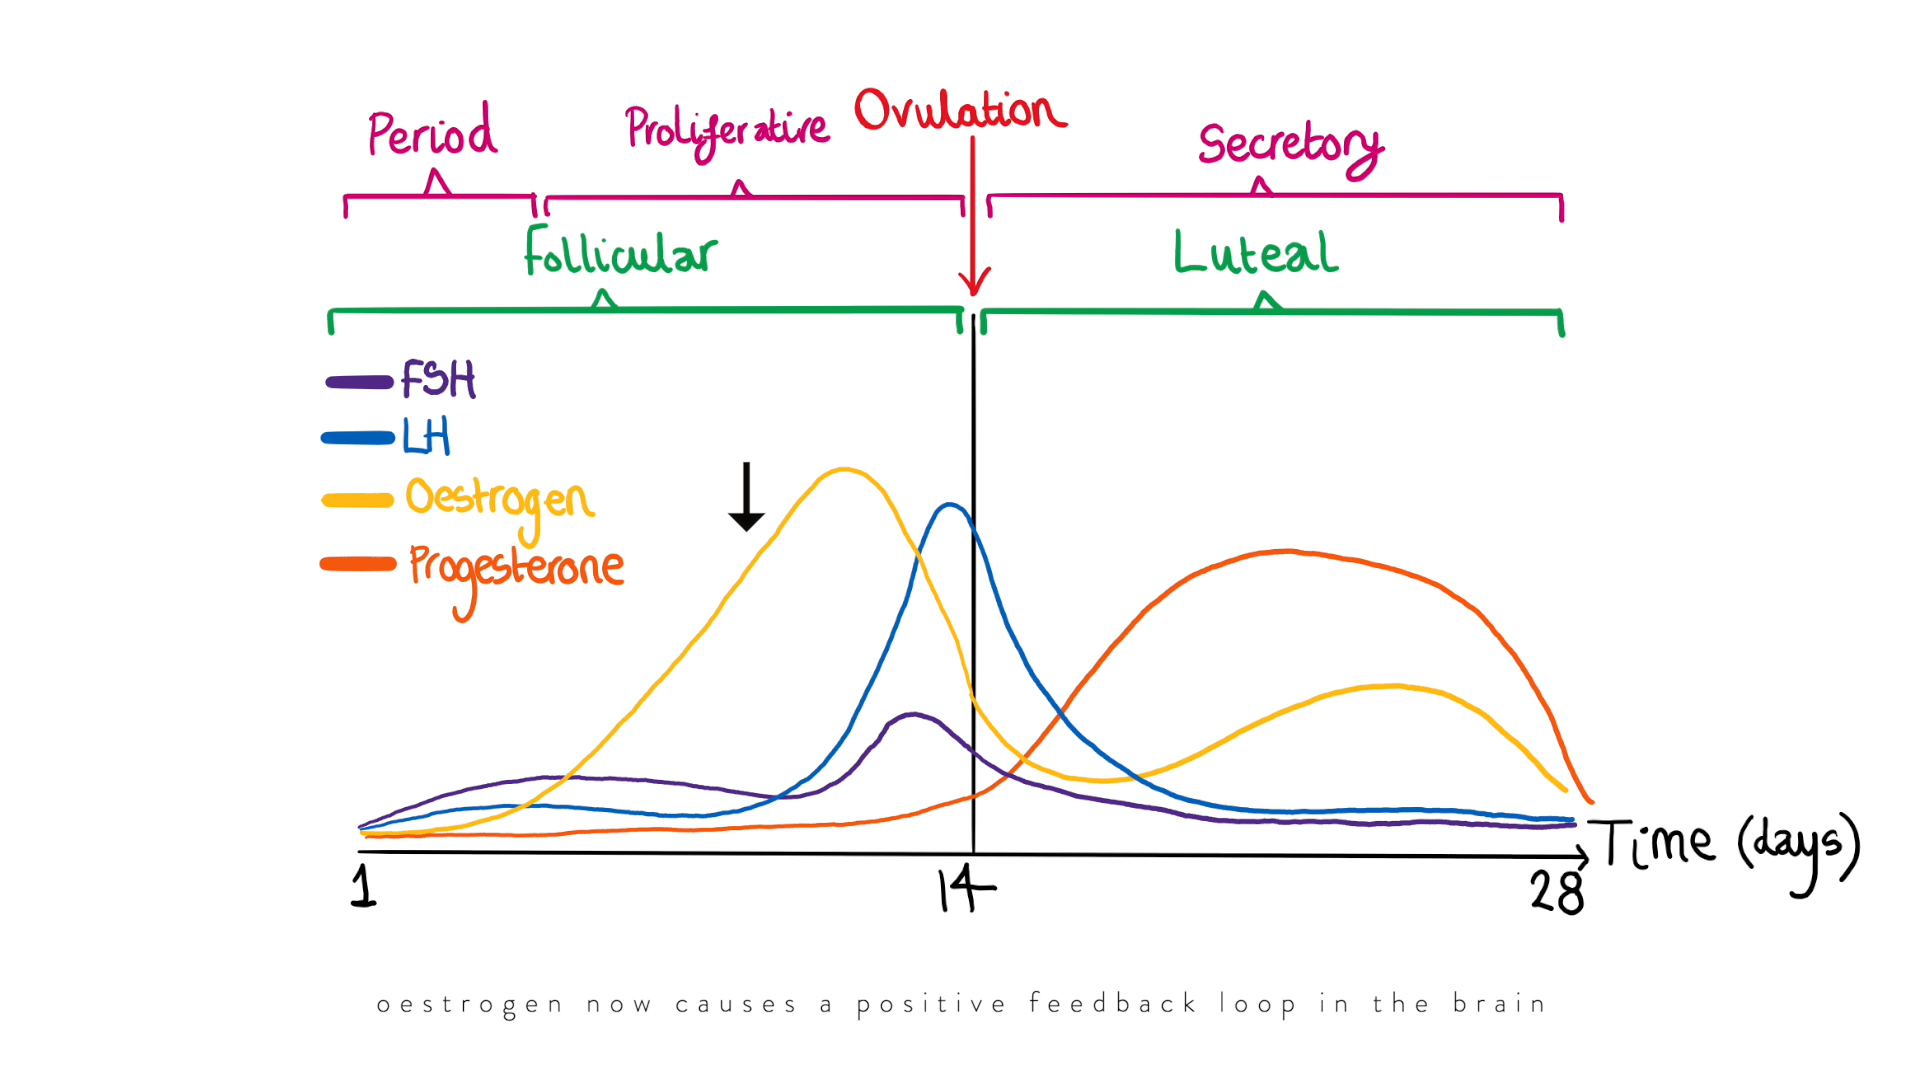 Period
Proliferative
Ovulation
Secretory
Follicular
Luteal
FSH
LH
Oestrogen
Progesterone
Time (days)
1
14
28
oestrogen now causes a positive feedback loop in the brain